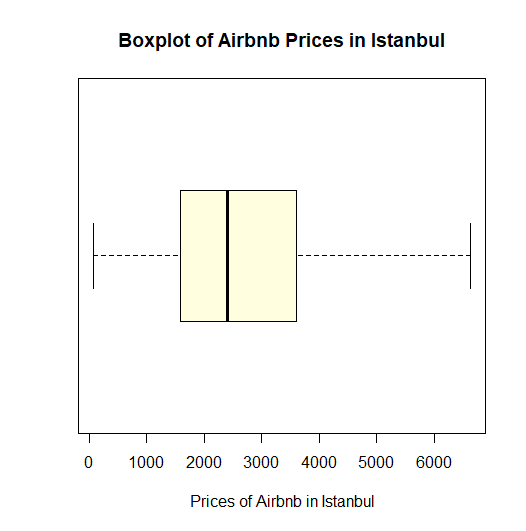 Boxplot of Airbnb Prices in Istanbul
0 1000 2000 3000 4000 5000 6000
Prices of Airbnb in Istanbul